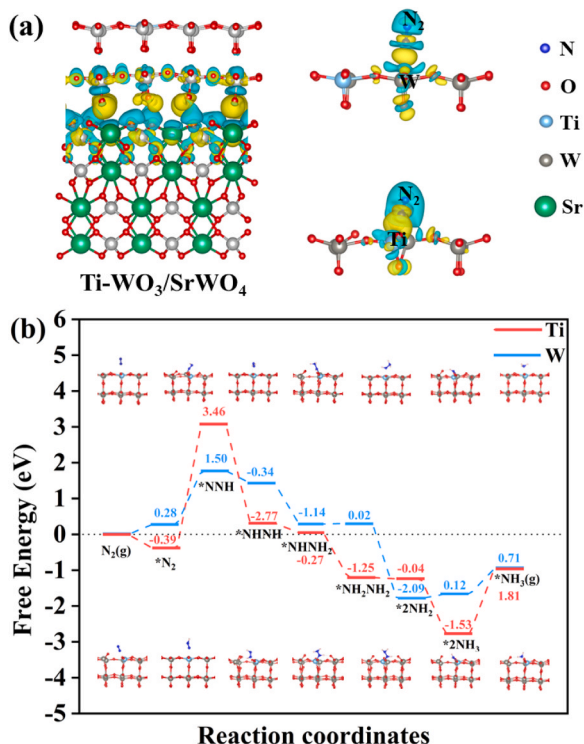 (a)
N₂
W
N₂
Ti
Ti-WO₃/SrWO₄
N
O
Ti
W
Sr
(b)
Free Energy (eV)
6
5
4
3
2
1
0
-1
-2
-3
-4
-5
Ti
W
3.46
1.50
*NNH
-0.34
0.28
-2.77
*NHNH
-1.14
*NHNH₂
-0.27
0.02
N₂(g)
-0.39
*N₂
-1.25
*NH₂NH₂
-0.04
-2.09
*2NH₂
0.12
-1.53
*2NH₃
0.71
*NH₃(g)
1.81
Reaction coordinates